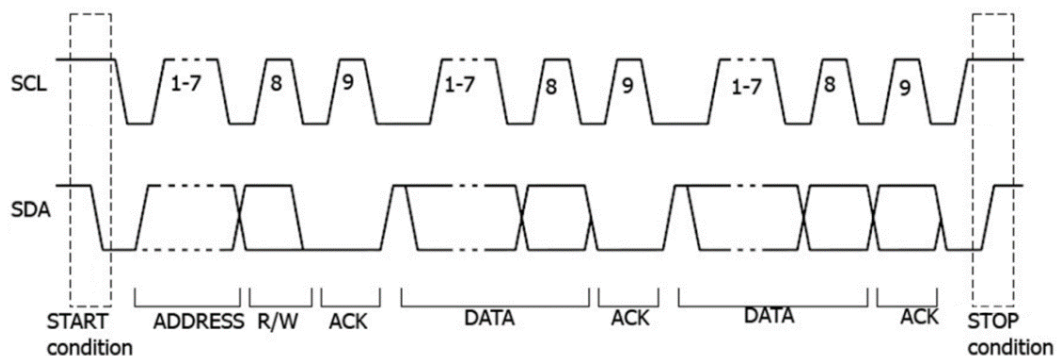 SCL 1-7 8 9 1-7 8 9 1-7 8 9
SDA
START condition ADDRESS R/W ACK DATA ACK DATA ACK STOP condition